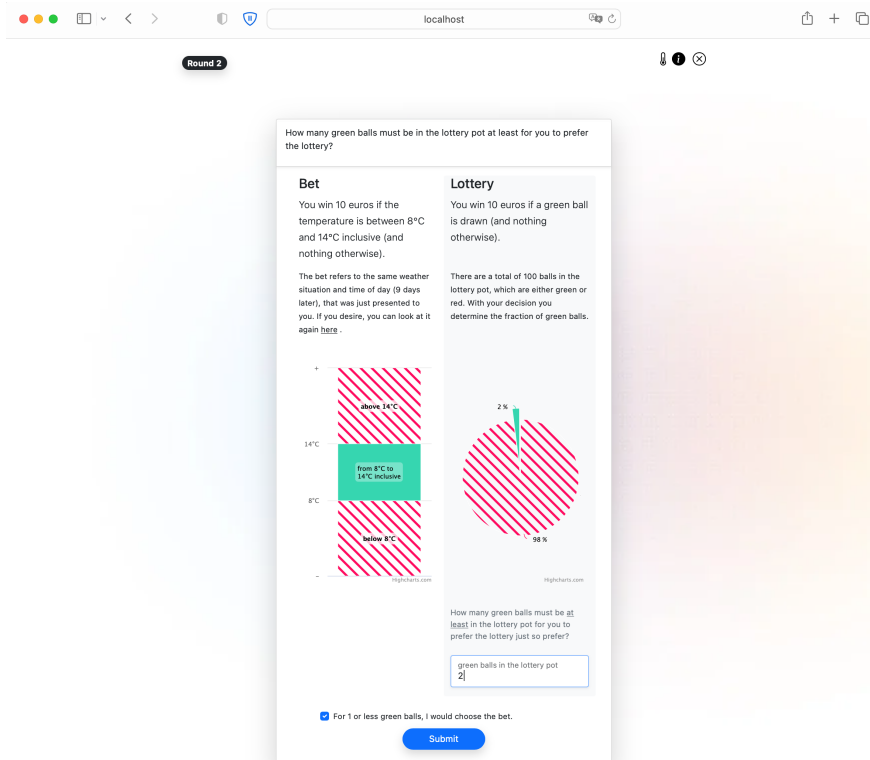 localhost
Round 2
How many green balls must be in the lottery pot at least for you to prefer
the lottery?
Bet
You win 10 euros if the
temperature is between 8°C
and 14°C inclusive (and
nothing otherwise).
The bet refers to the same weather
situation and time of day (9 days
later), that was just presented to
you. If you desire, you can look at it
again here .
+
above 14°C
14°C
from 8°C to
14°C inclusive
8°C
below 8°C
-
Highcharts.com
Lottery
You win 10 euros if a green ball
is drawn (and nothing
otherwise).
There are a total of 100 balls in the
lottery pot, which are either green or
red. With your decision you
determine the fraction of green balls.
2 %
98 %
Highcharts.com
How many green balls must be at
least in the lottery pot for you to
prefer the lottery just so prefer?
green balls in the lottery pot
2
For 1 or less green balls, I would choose the bet.
Submit